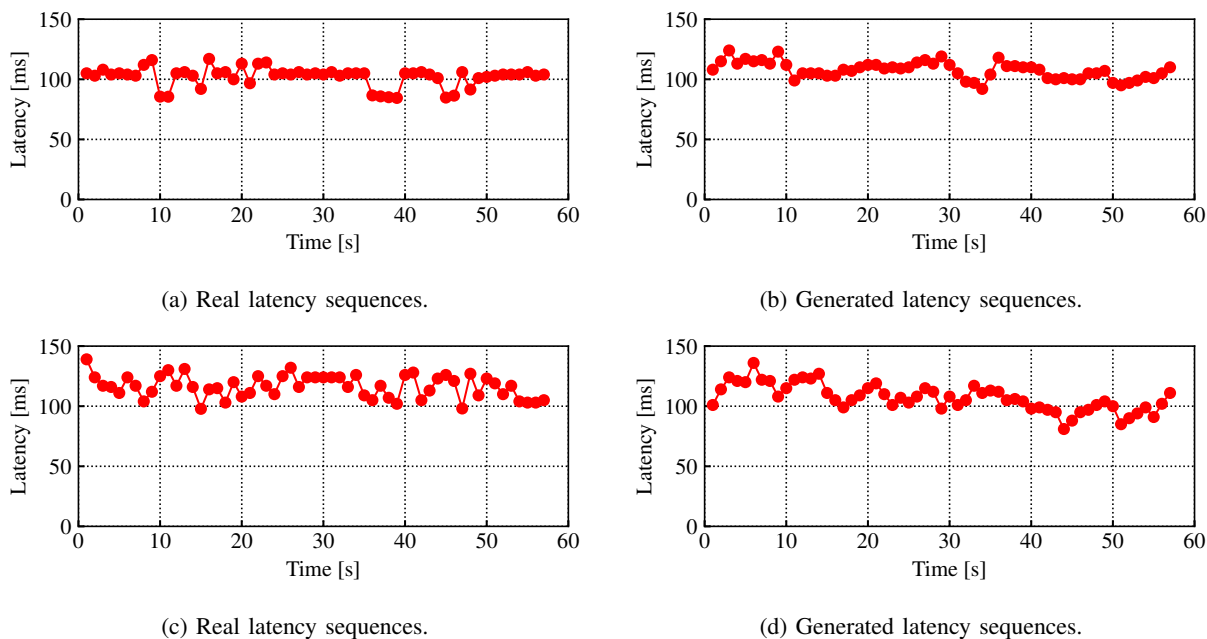 150
100
50
0
Latency [ms]
0 10 20 30 40 50 60
Time [s]
(a) Real latency sequences.
150
100
50
0
Latency [ms]
0 10 20 30 40 50 60
Time [s]
(b) Generated latency sequences.
150
100
50
0
Latency [ms]
0 10 20 30 40 50 60
Time [s]
(c) Real latency sequences.
150
100
50
0
Latency [ms]
0 10 20 30 40 50 60
Time [s]
(d) Generated latency sequences.